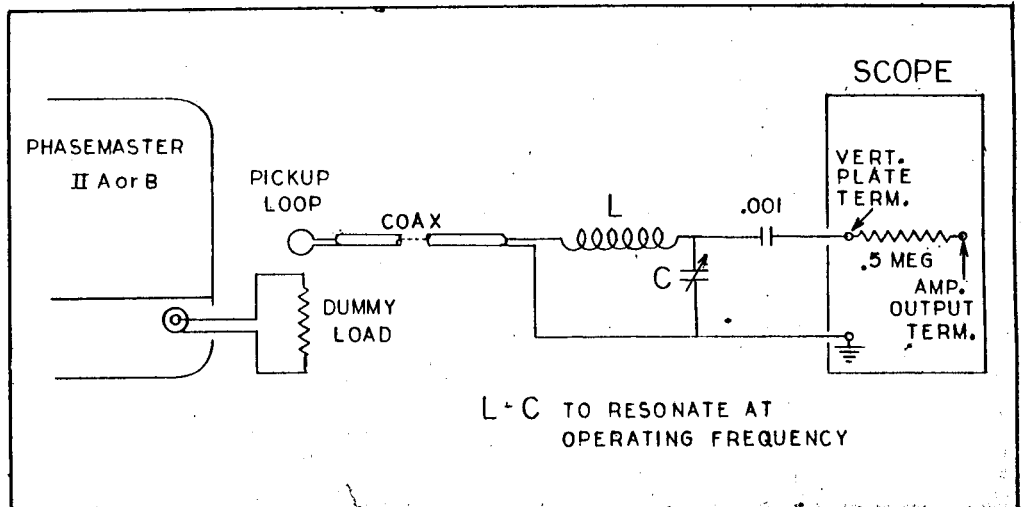 SCOPE
PHASEMASTER
II A or B
PICKUP
LOOP
COAX
L
.001
VERT.
PLATE
TERM.
.5 MEG
AMP.
OUTPUT
TERM.
C
DUMMY
LOAD
L-C TO RESONATE AT
OPERATING FREQUENCY